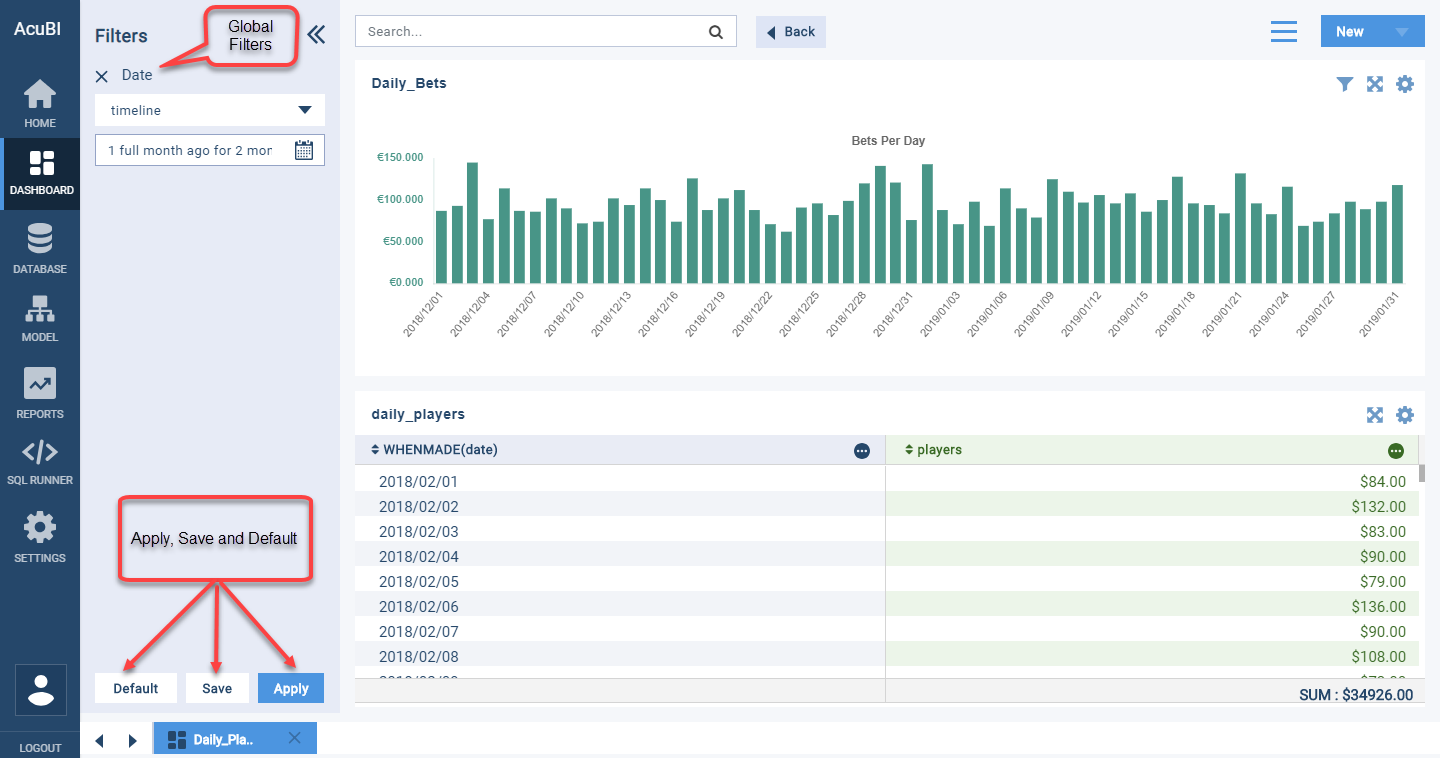 AcuBI
HOME
DASHBOARD
DATABASE
MODEL
REPORTS
SQL RUNNER
SETTINGS
LOGOUT
Filters
Global
Filters
Date
timeline
1 full month ago for 2 mon
Apply, Save and Default
Default
Save
Apply
Search...
Back
New
Daily_Bets
Bets Per Day
€150.000
€100.000
€50.000
€0.000
2018/12/01
2018/12/04
2018/12/07
2018/12/10
2018/12/13
2018/12/16
2018/12/19
2018/12/22
2018/12/25
2018/12/28
2018/12/31
2019/01/03
2019/01/06
2019/01/09
2019/01/12
2019/01/15
2019/01/18
2019/01/21
2019/01/24
2019/01/27
2019/01/31
daily_players
WHENMADE(date) players
2018/02/01 $84.00
2018/02/02 $132.00
2018/02/03 $83.00
2018/02/04 $90.00
2018/02/05 $79.00
2018/02/06 $136.00
2018/02/07 $90.00
2018/02/08 $108.00
SUM : $34926.00
Daily_Pla..